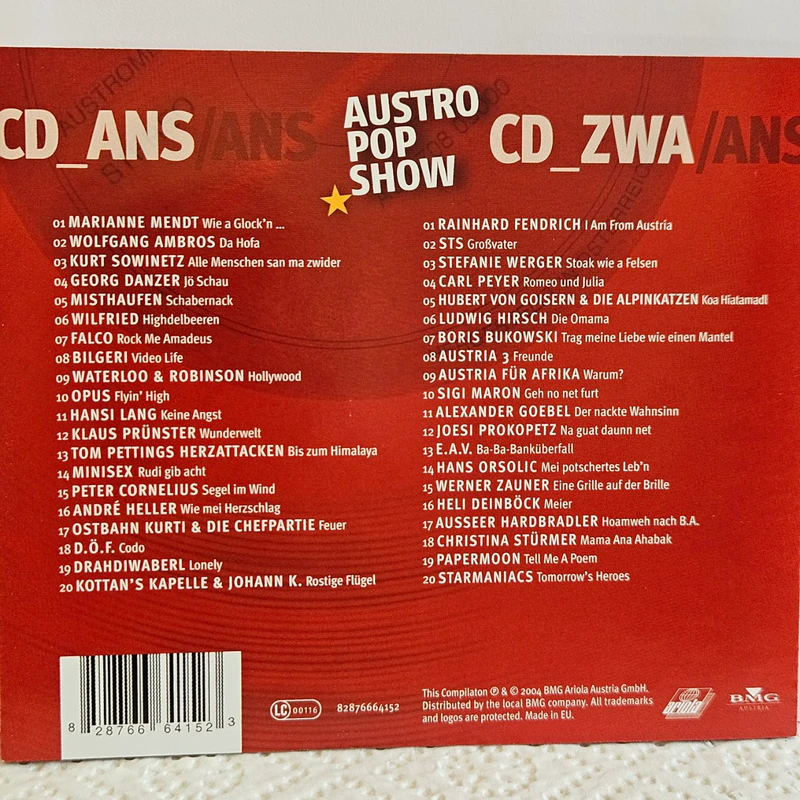 CD_ANS/ANS
AUSTRO
POP
SHOW
CD_ZWA/ANS
01 MARIANNE MENDT Wie a Glock'n ...
02 WOLFGANG AMBROS Da Hofa
03 KURT SOWINETZ Alle Menschen san ma zwider
04 GEORG DANZER Jö Schau
05 MISTHAUFEN Schabernack
06 WILFRIED Highdelbeeren
07 FALCO Rock Me Amadeus
08 BILGERI Video Life
09 WATERLOO & ROBINSON Hollywood
10 OPUS Flyin' High
11 HANSI LANG Keine Angst
12 KLAUS PRÜNSTER Wunderwelt
13 TOM PETTINGS HERZATTACKEN Bis zum Himalaya
14 MINISEX Rudi gib acht
15 PETER CORNELIUS Segel im Wind
16 ANDRÉ HELLER Wie mei Herzschlag
17 OSTBAHN KURTI & DIE CHEFPARTIE Feuer
18 D.Ö.F. Codo
19 DRAHDIWABERL Lonely
20 KOTTAN'S KAPELLE & JOHANN K. Rostige Flügel
01 RAINHARD FENDRICH I Am From Austria
02 STS Großvater
03 STEFANIE WERGER Stoak wie a Felsen
04 CARL PEYER Romeo und Julia
05 HUBERT VON GOISERN & DIE ALPINKATZEN Koa Hiatamadl
06 LUDWIG HIRSCH Die Omama
07 BORIS BUKOWSKI Trag meine Liebe wie einen Mantel
08 AUSTRIA 3 Freunde
09 AUSTRIA FÜR AFRIKA Warum?
10 SIGI MARON Geh no net furt
11 ALEXANDER GOEBEL Der nackte Wahnsinn
12 JOESI PROKOPETZ Na guat daunn net
13 E.A.V. Ba-Ba-Banküberfall
14 HANS ORSOLIC Mei potschertes Leb'n
15 WERNER ZAUNER Eine Grille auf der Brille
16 HELI DEINBÖCK Meier
17 AUSSEER HARDBRADLER Hoamweh nach B.A.
18 CHRISTINA STÜRMER Mama Ana Ahabak
19 PAPERMOON Tell Me A Poem
20 STARMANIACS Tomorrow's Heroes
8 28766 64152 3
LC 00116
82876664152
This Compilaton ℗ & © 2004 BMG Ariola Austria GmbH.
Distributed by the local BMG company. All trademarks
and logos are protected. Made in EU.
ariola
BMG
AUSTRIA